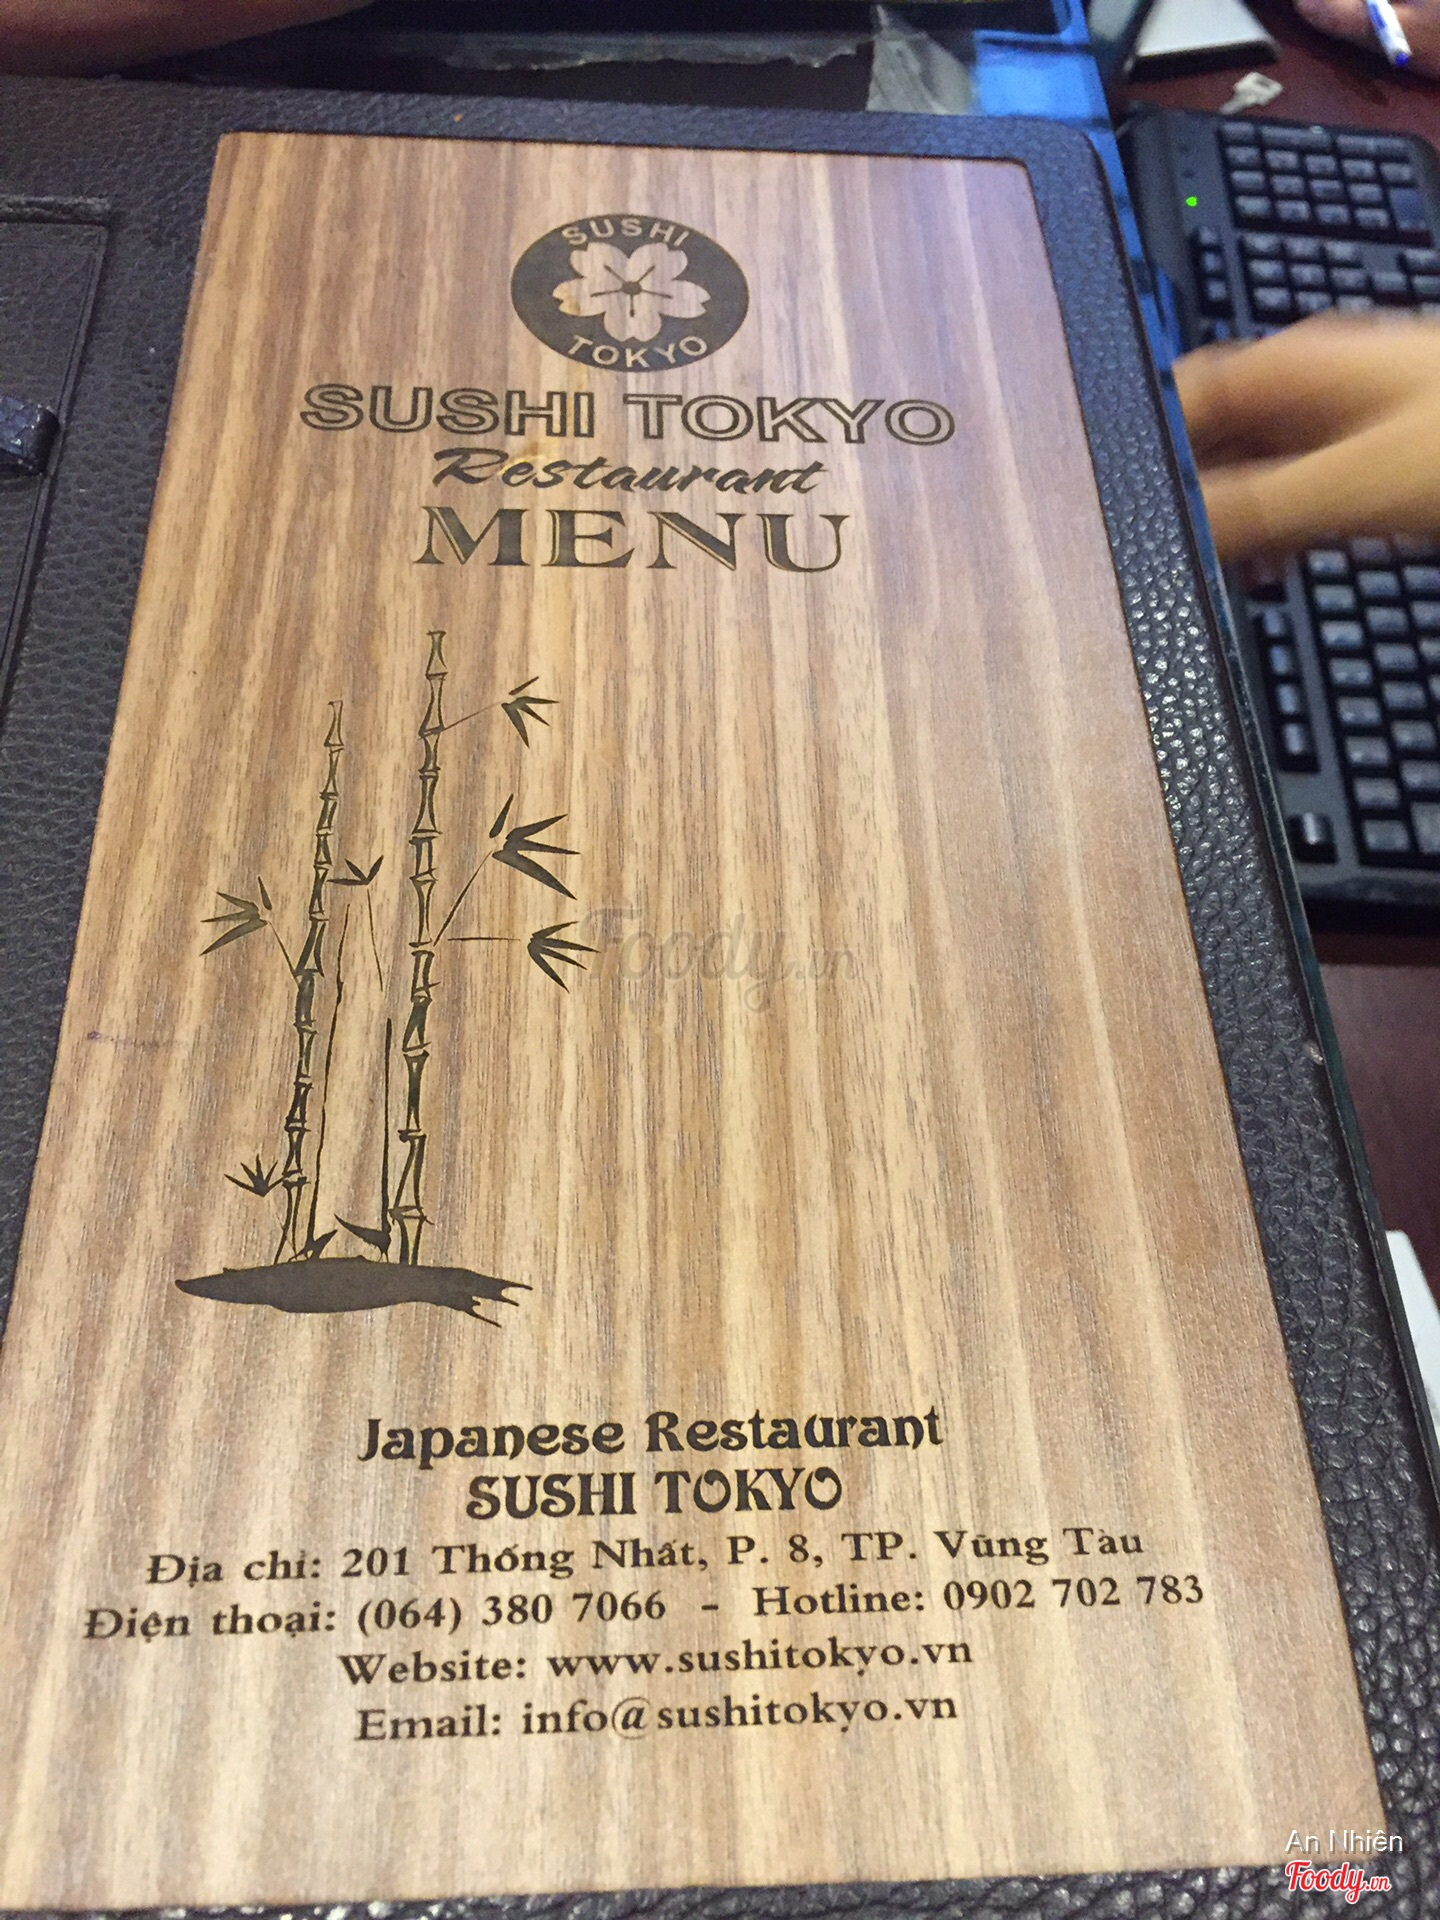 SUSHI
TOKYO
SUSHI TOKYO
Restaurant
MENU
Foody.vn
Japanese Restaurant
SUSHI TOKYO
Địa chỉ: 201 Thống Nhất, P. 8, TP. Vũng Tàu
Điện thoại: (064) 380 7066 - Hotline: 0902 702 783
Website: www.sushitokyo.vn
Email: info@sushitokyo.vn
An Nhiên
Foody.vn